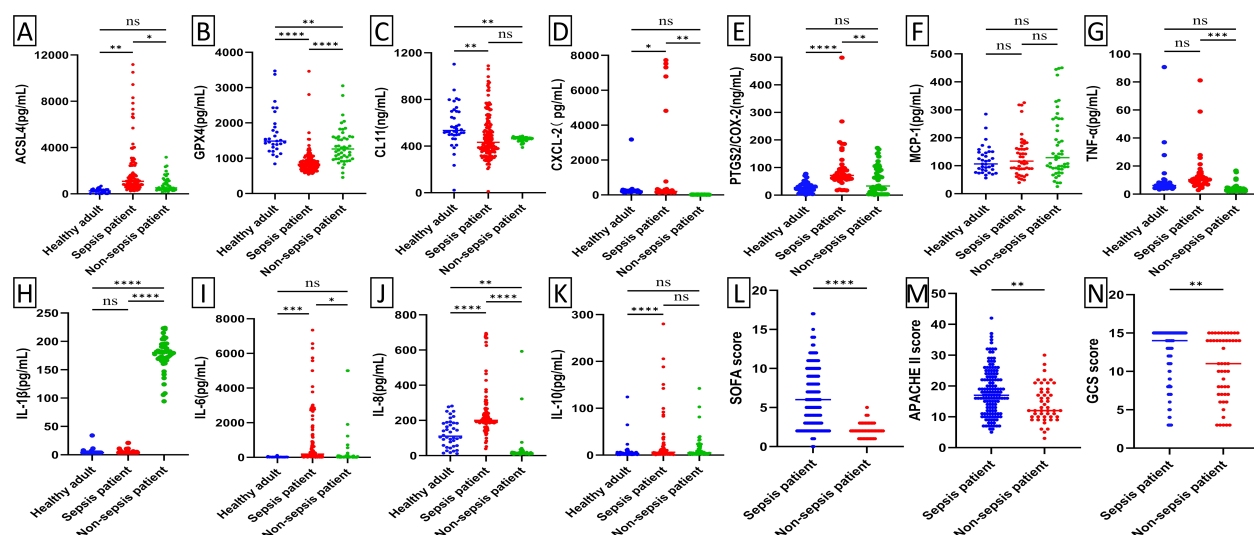 A
ns
**
*
ACSL4(pg/mL)
12000
8000
4000
0
Healthy adult
Sepsis patient
Non-sepsis patient
B
**
****
****
GPX4(pg/mL)
4000
3000
2000
1000
0
Healthy adult
Sepsis patient
Non-sepsis patient
C
**
**
ns
CL11(ng/mL)
1200
800
400
0
Healthy adult
Sepsis patient
Non-sepsis patient
D
ns
*
**
CXCL-2( pg/mL)
8000
6000
4000
2000
0
Healthy adult
Sepsis patient
Non-sepsis patient
E
ns
****
**
PTGS2/COX-2(ng/mL)
500
400
300
200
100
0
Healthy adult
Sepsis patient
Non-sepsis patient
F
ns
ns
ns
MCP-1(pg/mL)
500
400
300
200
100
0
Healthy adult
Sepsis patient
Non-sepsis patient
G
ns
ns
***
TNF-α(pg/mL)
100
80
60
40
20
0
Healthy adult
Sepsis patient
Non-sepsis patient
H
****
ns
****
IL-1β(pg/mL)
250
200
150
100
50
0
Healthy adult
Sepsis patient
Non-sepsis patient
I
ns
***
*
IL-6(pg/mL)
8000
6000
4000
2000
0
Healthy adult
Sepsis patient
Non-sepsis patient
J
**
****
****
IL-8(pg/mL)
800
600
400
200
0
Healthy adult
Sepsis patient
Non-sepsis patient
K
ns
****
ns
IL-10(pg/mL)
300
200
100
0
Healthy adult
Sepsis patient
Non-sepsis patient
L
****
SOFA score
20
15
10
5
0
Sepsis patient
Non-sepsis patient
M
**
APACHE II score
50
40
30
20
10
0
Sepsis patient
Non-sepsis patient
N
**
GCS score
20
15
10
5
0
Sepsis patient
Non-sepsis patient